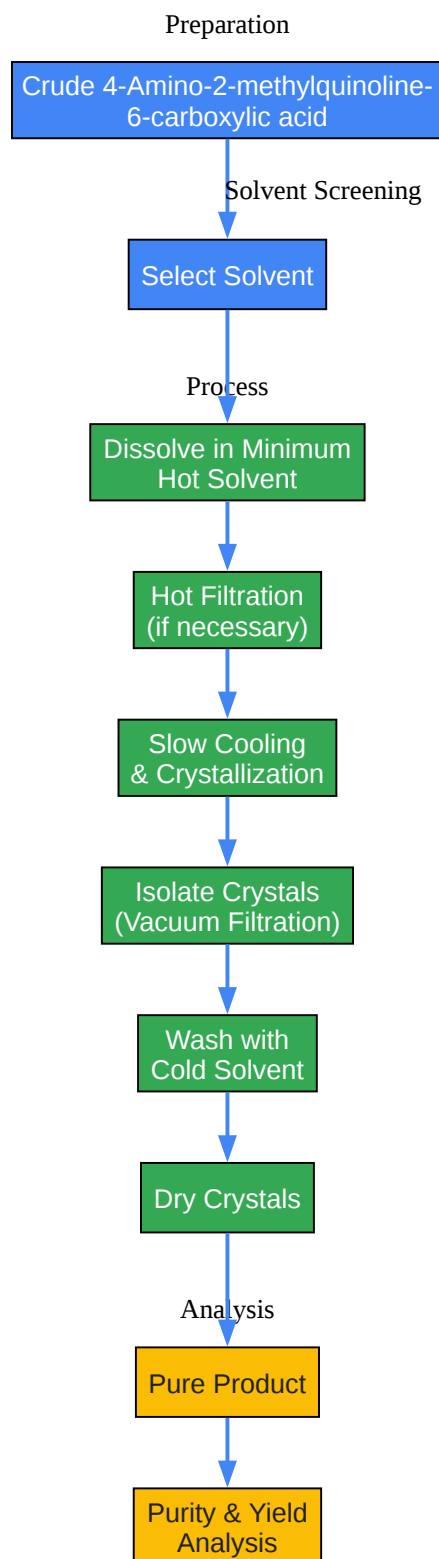 Preparation
Crude 4-Amino-2-methylquinoline-
6-carboxylic acid
Solvent Screening
Select Solvent
Process
Dissolve in Minimum
Hot Solvent
Hot Filtration
(if necessary)
Slow Cooling
& Crystallization
Isolate Crystals
(Vacuum Filtration)
Wash with
Cold Solvent
Dry Crystals
Analysis
Pure Product
Purity & Yield
Analysis